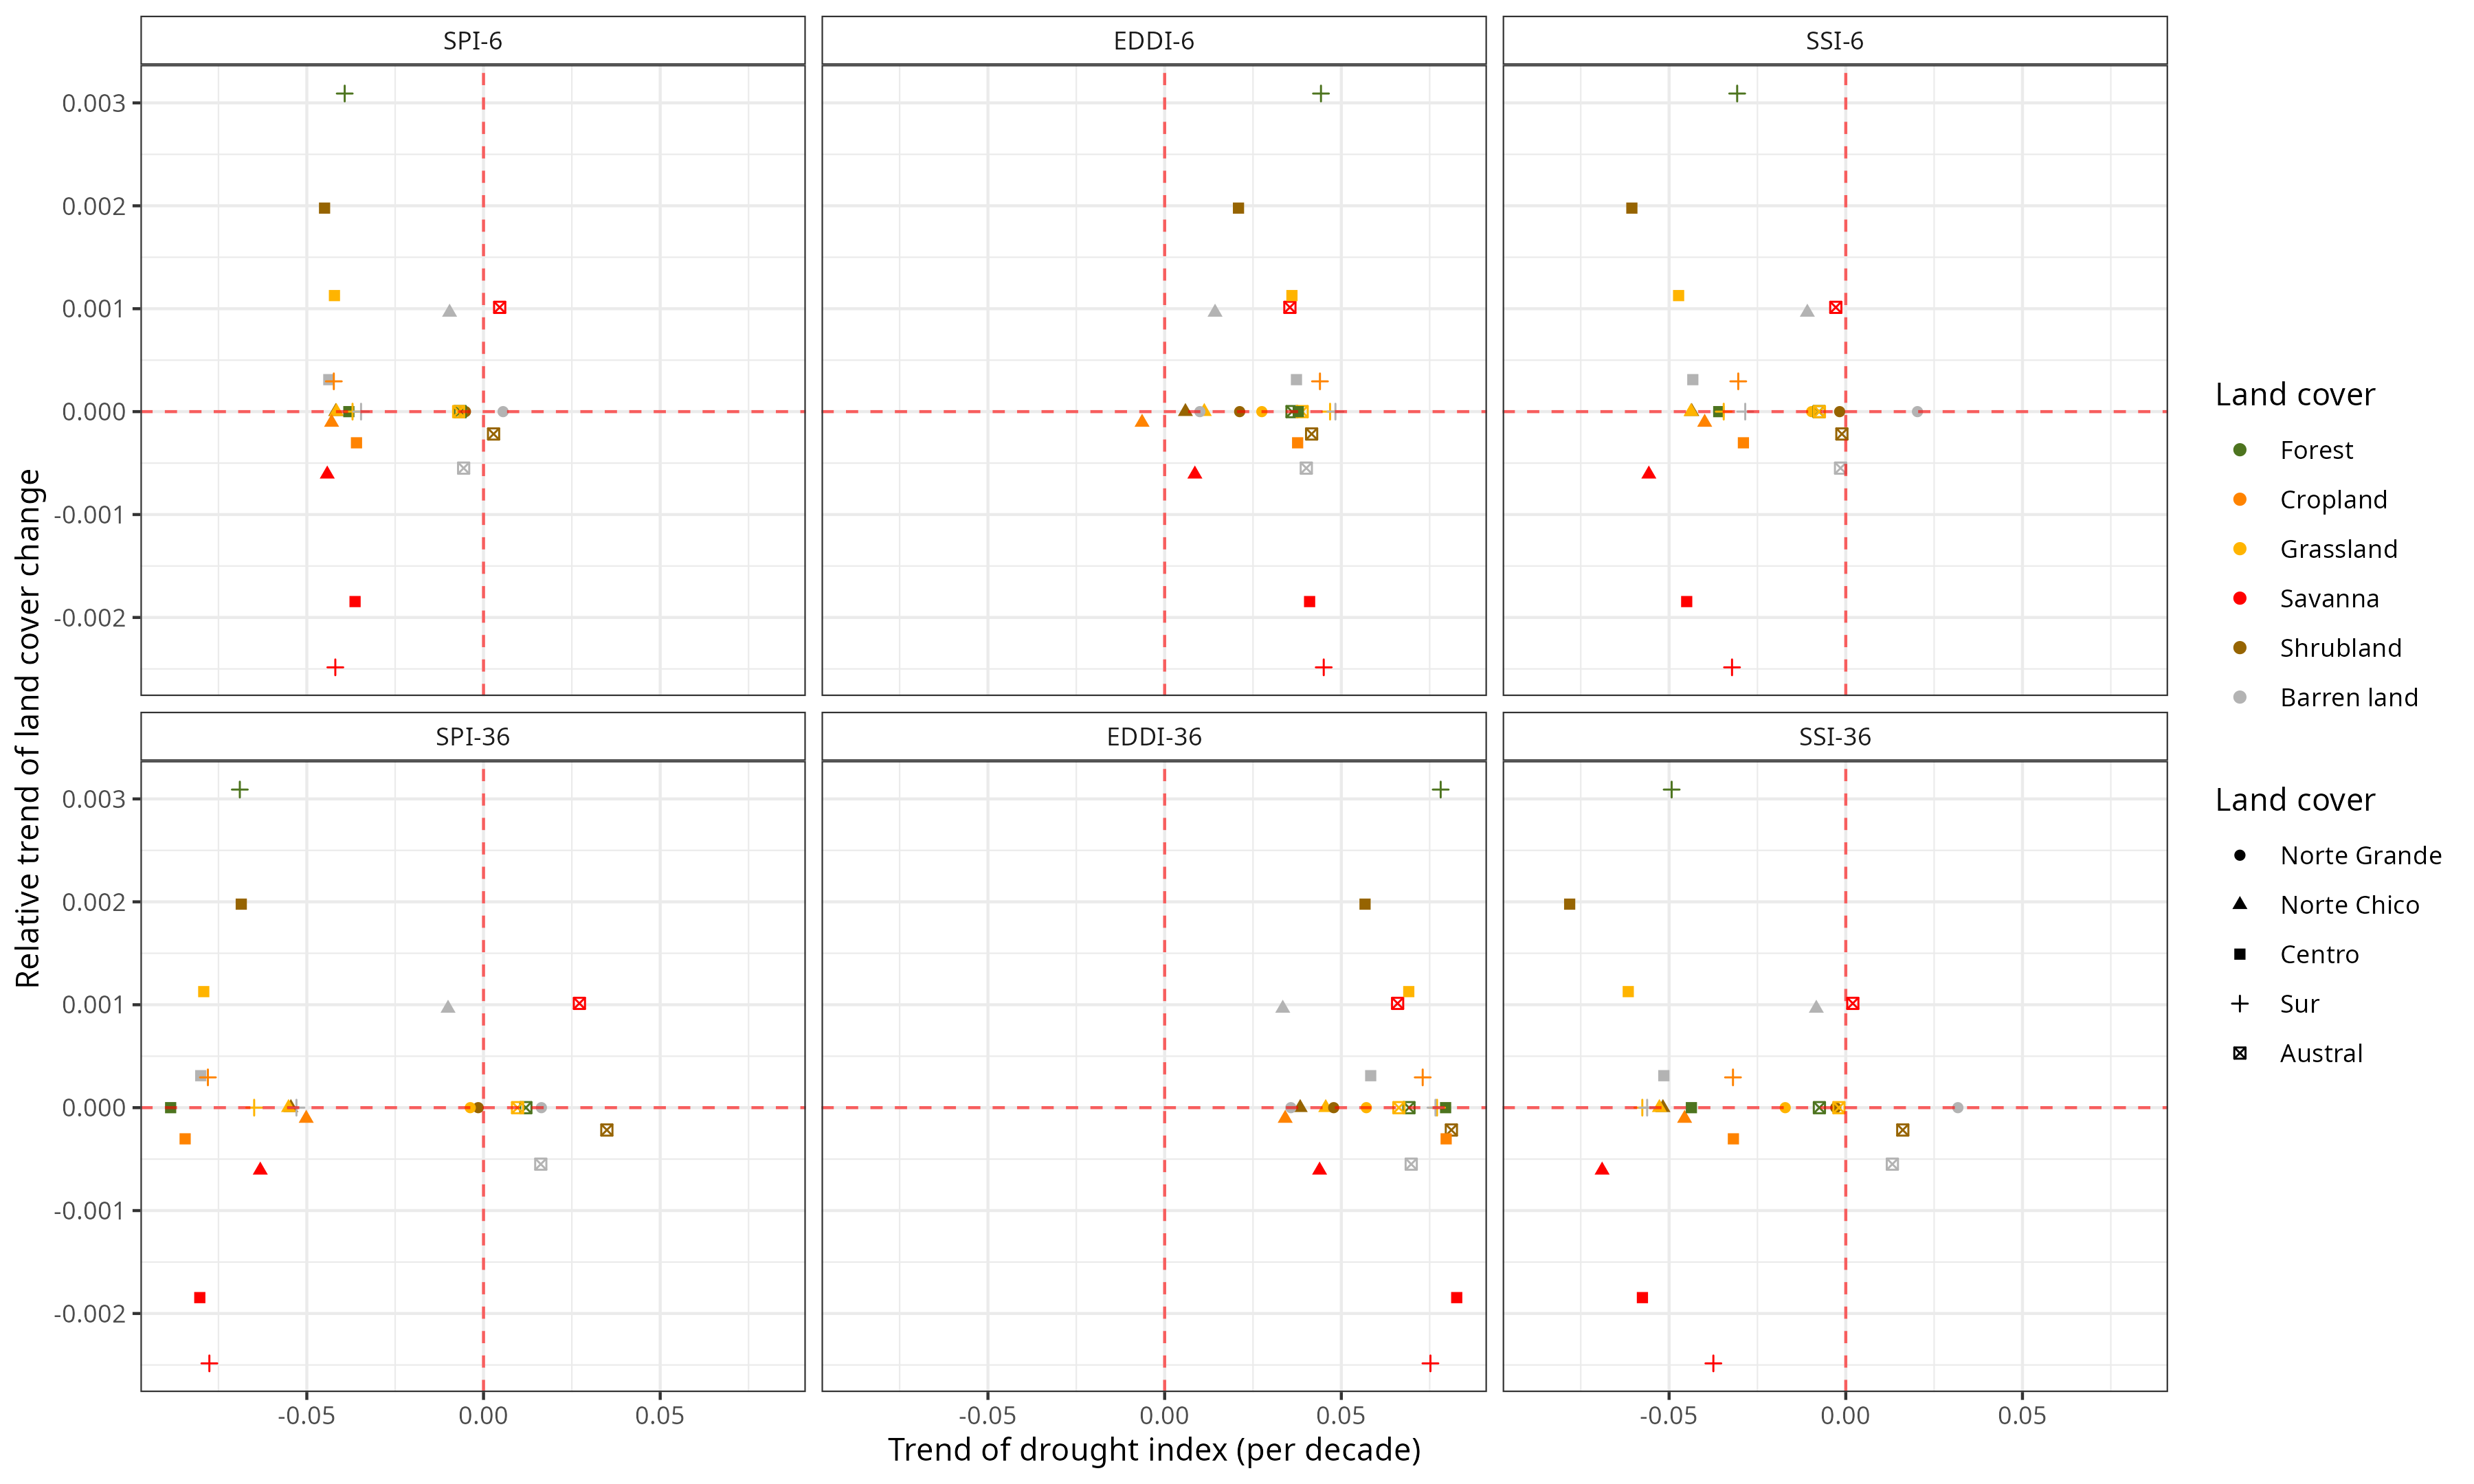 SPI-6
EDDI-6
SSI-6
0.003
0.002
0.001
0.000
-0.001
-0.002
SPI-36
EDDI-36
SSI-36
0.003
0.002
0.001
0.000
-0.001
-0.002
-0.05
0.00
0.05
-0.05
0.00
0.05
-0.05
0.00
0.05
Trend of drought index (per decade)
Relative trend of land cover change
Land cover
Forest
Cropland
Grassland
Savanna
Shrubland
Barren land
Land cover
Norte Grande
Norte Chico
Centro
Sur
Austral